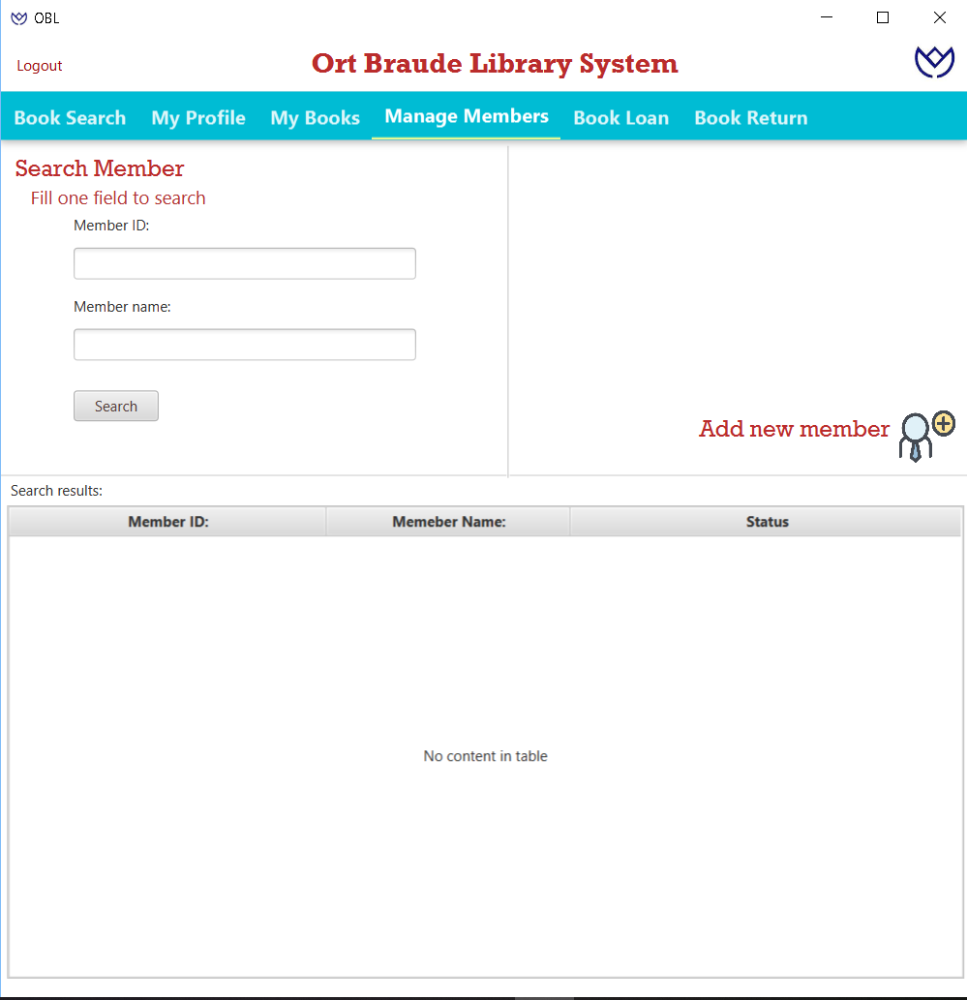 OBL
Logout
Ort Braude Library System
Book Search My Profile My Books Manage Members Book Loan Book Return
Search Member
Fill one field to search
Member ID:
Member name:
Search
Add new member
Search results:
Member ID: Memeber Name: Status
No content in table